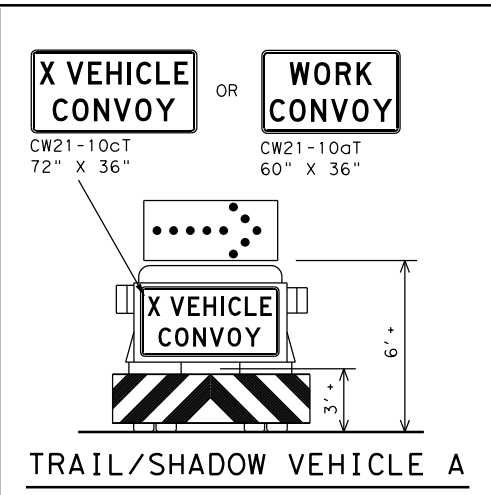 X VEHICLE
CONVOY
OR
WORK
CONVOY
CW21-10cT
72" X 36"
CW21-10aT
60" X 36"
X VEHICLE
CONVOY
6' +
3' +
TRAIL/SHADOW VEHICLE A